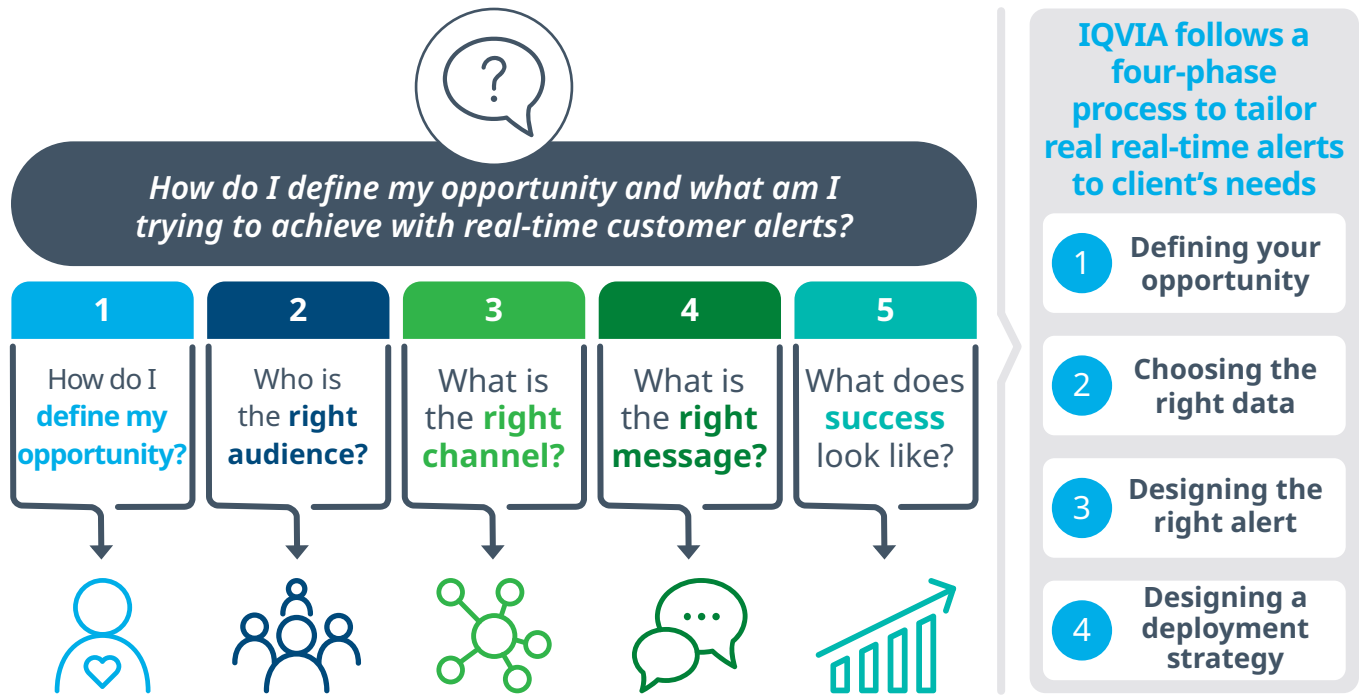 ?
How do I define my opportunity and what am I
trying to achieve with real-time customer alerts?
1
How do I
define my
opportunity?
2
Who is
the right
audience?
3
What is
the right
channel?
4
What is
the right
message?
5
What does
success
look like?
IQVIA follows a
four-phase
process to tailor
real real-time alerts
to client’s needs
1
Defining your
opportunity
2
Choosing the
right data
3
Designing the
right alert
4
Designing a
deployment
strategy